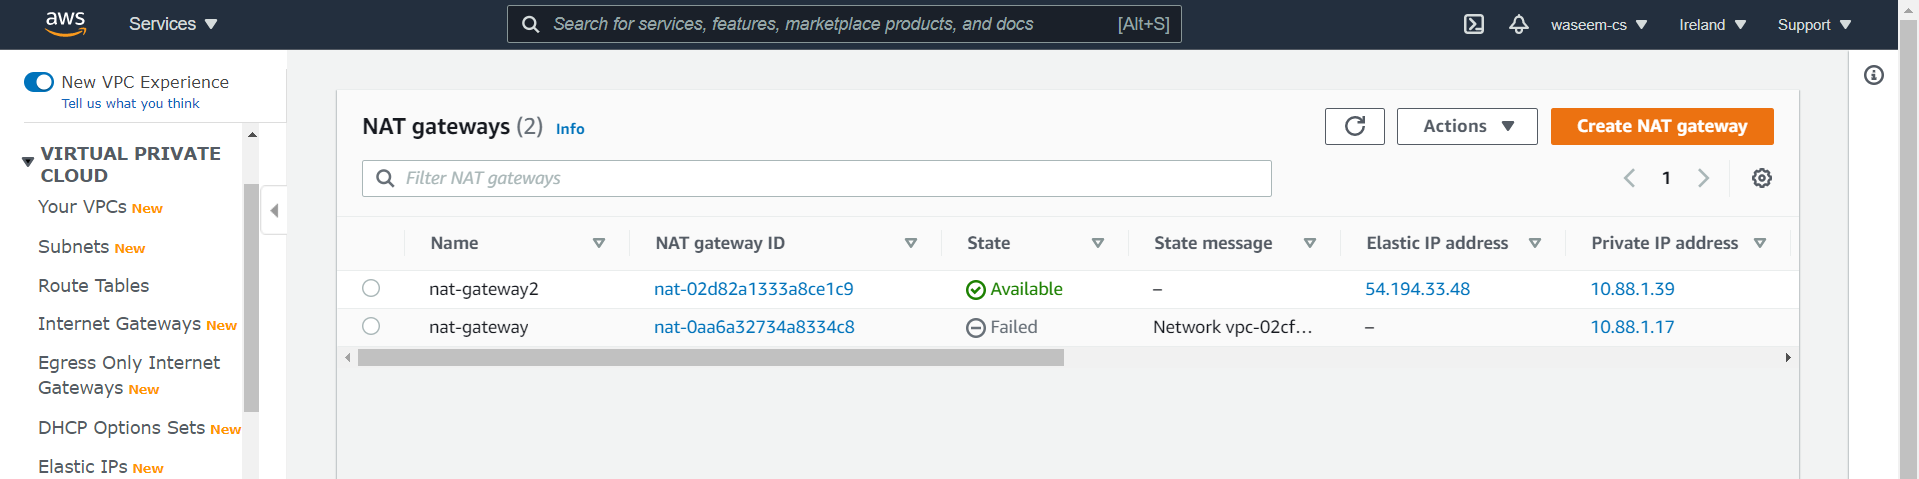 aws Services Search for services, features, marketplace products, and docs [Alt+S] waseem-cs Ireland Support
New VPC Experience
Tell us what you think
VIRTUAL PRIVATE
CLOUD
Your VPCs New
Subnets New
Route Tables
Internet Gateways New
Egress Only Internet
Gateways New
DHCP Options Sets New
Elastic IPs New
NAT gateways (2) Info Actions Create NAT gateway
Filter NAT gateways 1
Name NAT gateway ID State State message Elastic IP address Private IP address
nat-gateway2 nat-02d82a1333a8ce1c9 Available – 54.194.33.48 10.88.1.39
nat-gateway nat-0aa6a32734a8334c8 Failed Network vpc-02cf... – 10.88.1.17